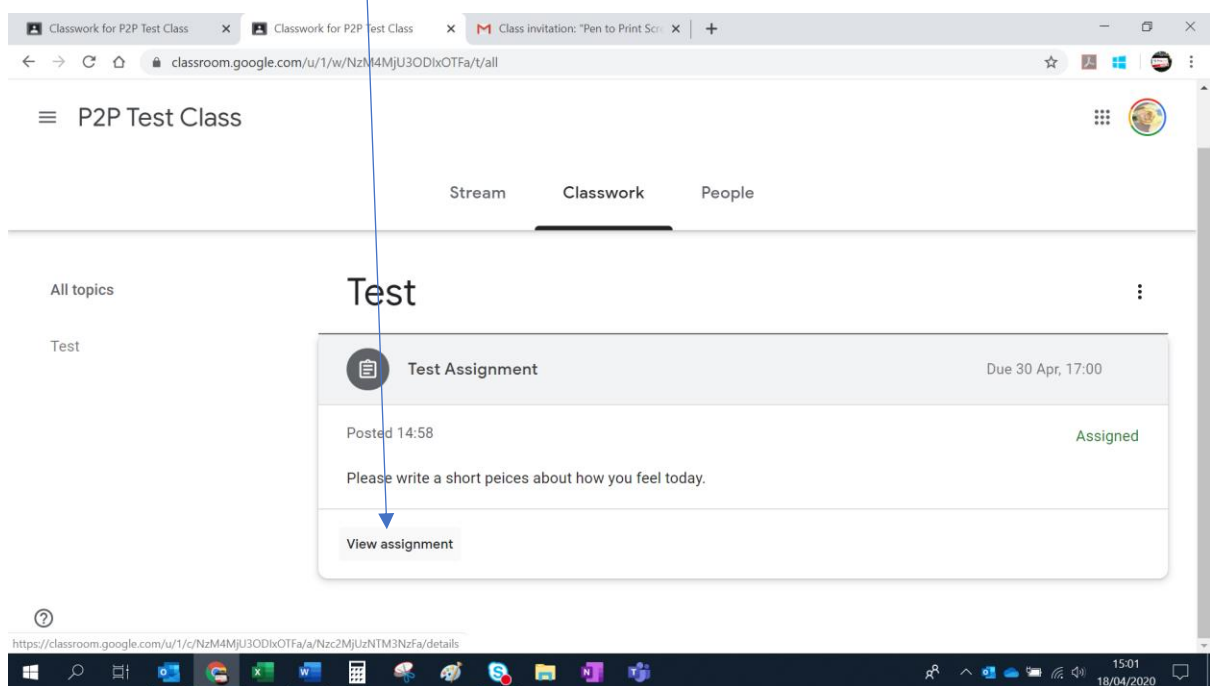 Classwork for P2P Test Class
Classwork for P2P Test Class
Class invitation: "Pen to Print Scr
classroom.google.com/u/1/w/NzM4MjU3ODIxOTFa/t/all
P2P Test Class
Stream Classwork People
All topics
Test
Test
Test Assignment Due 30 Apr, 17:00
Posted 14:58 Assigned
Please write a short peices about how you feel today.
View assignment
https://classroom.google.com/u/1/c/NzM4MjU3ODIxOTFa/a/Nzc2MjUzNTM3NzFa/details
15:01
18/04/2020